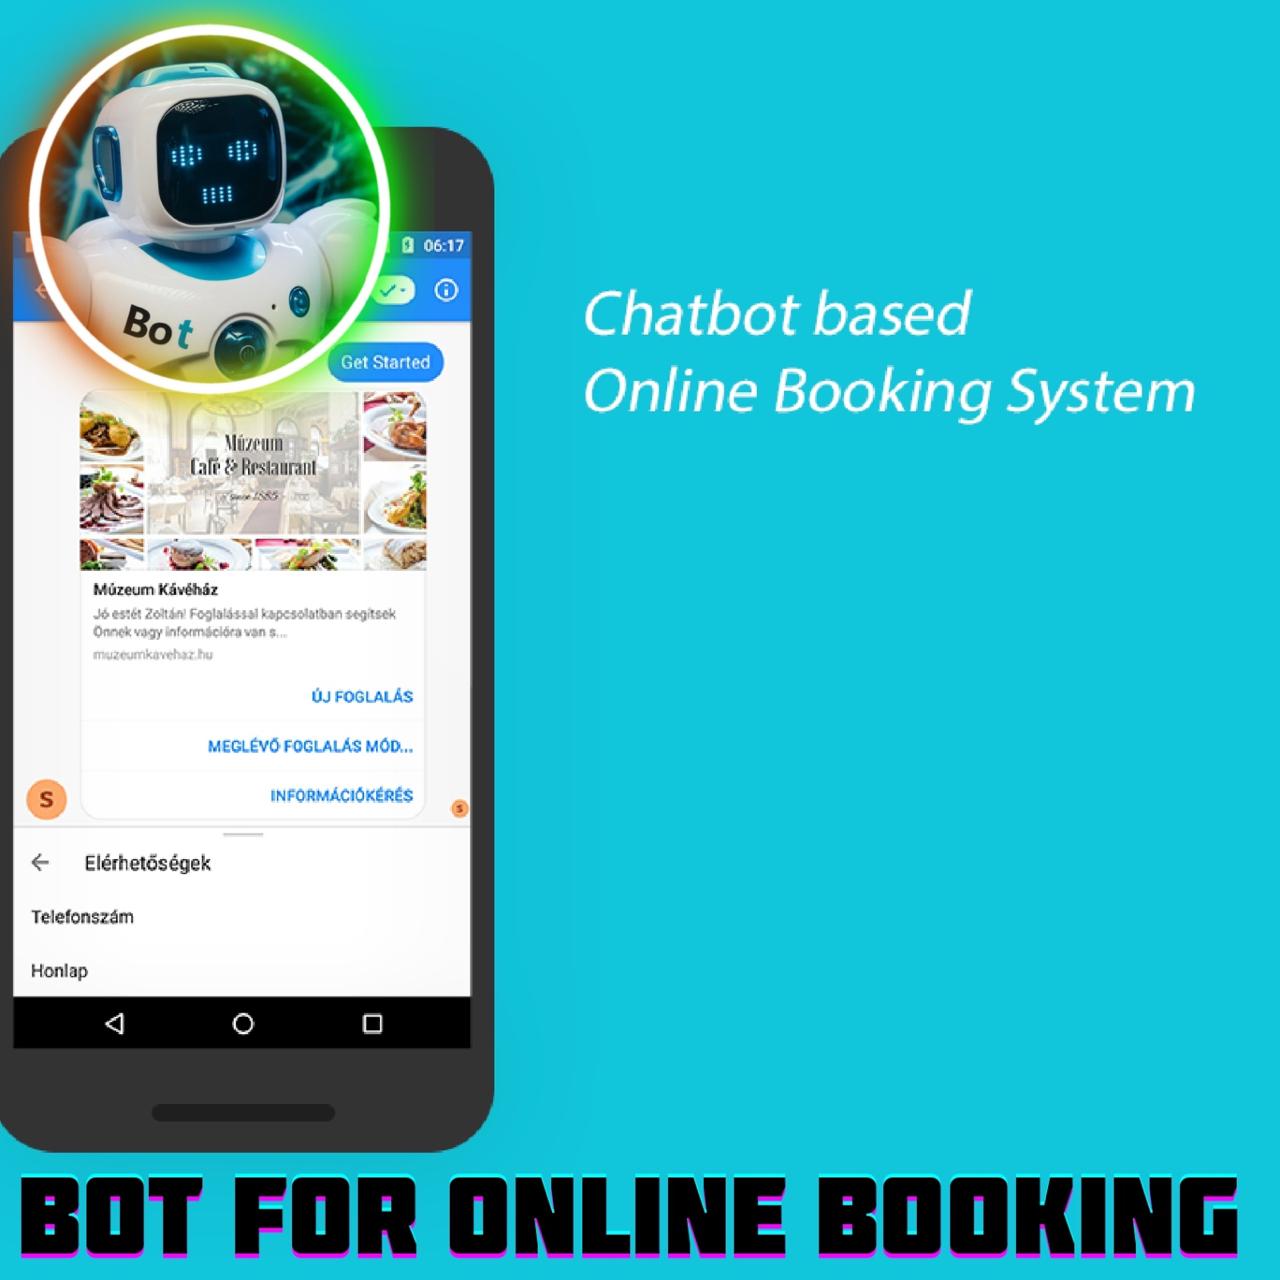 Bot
06:17
Get Started
Múzeum
Café & Restaurant
since 1885
Múzeum Kávéház
Jó estét Zoltán! Foglalással kapcsolatban segítsek
Önnek vagy információra van s...
muzeumkavehaz.hu
ÚJ FOGLALÁS
MEGLÉVŐ FOGLALÁS MÓD...
INFORMÁCIÓKÉRÉS
S
S
Elérhetőségek
Telefonszám
Honlap
Chatbot based
Online Booking System
BOT FOR ONLINE BOOKING